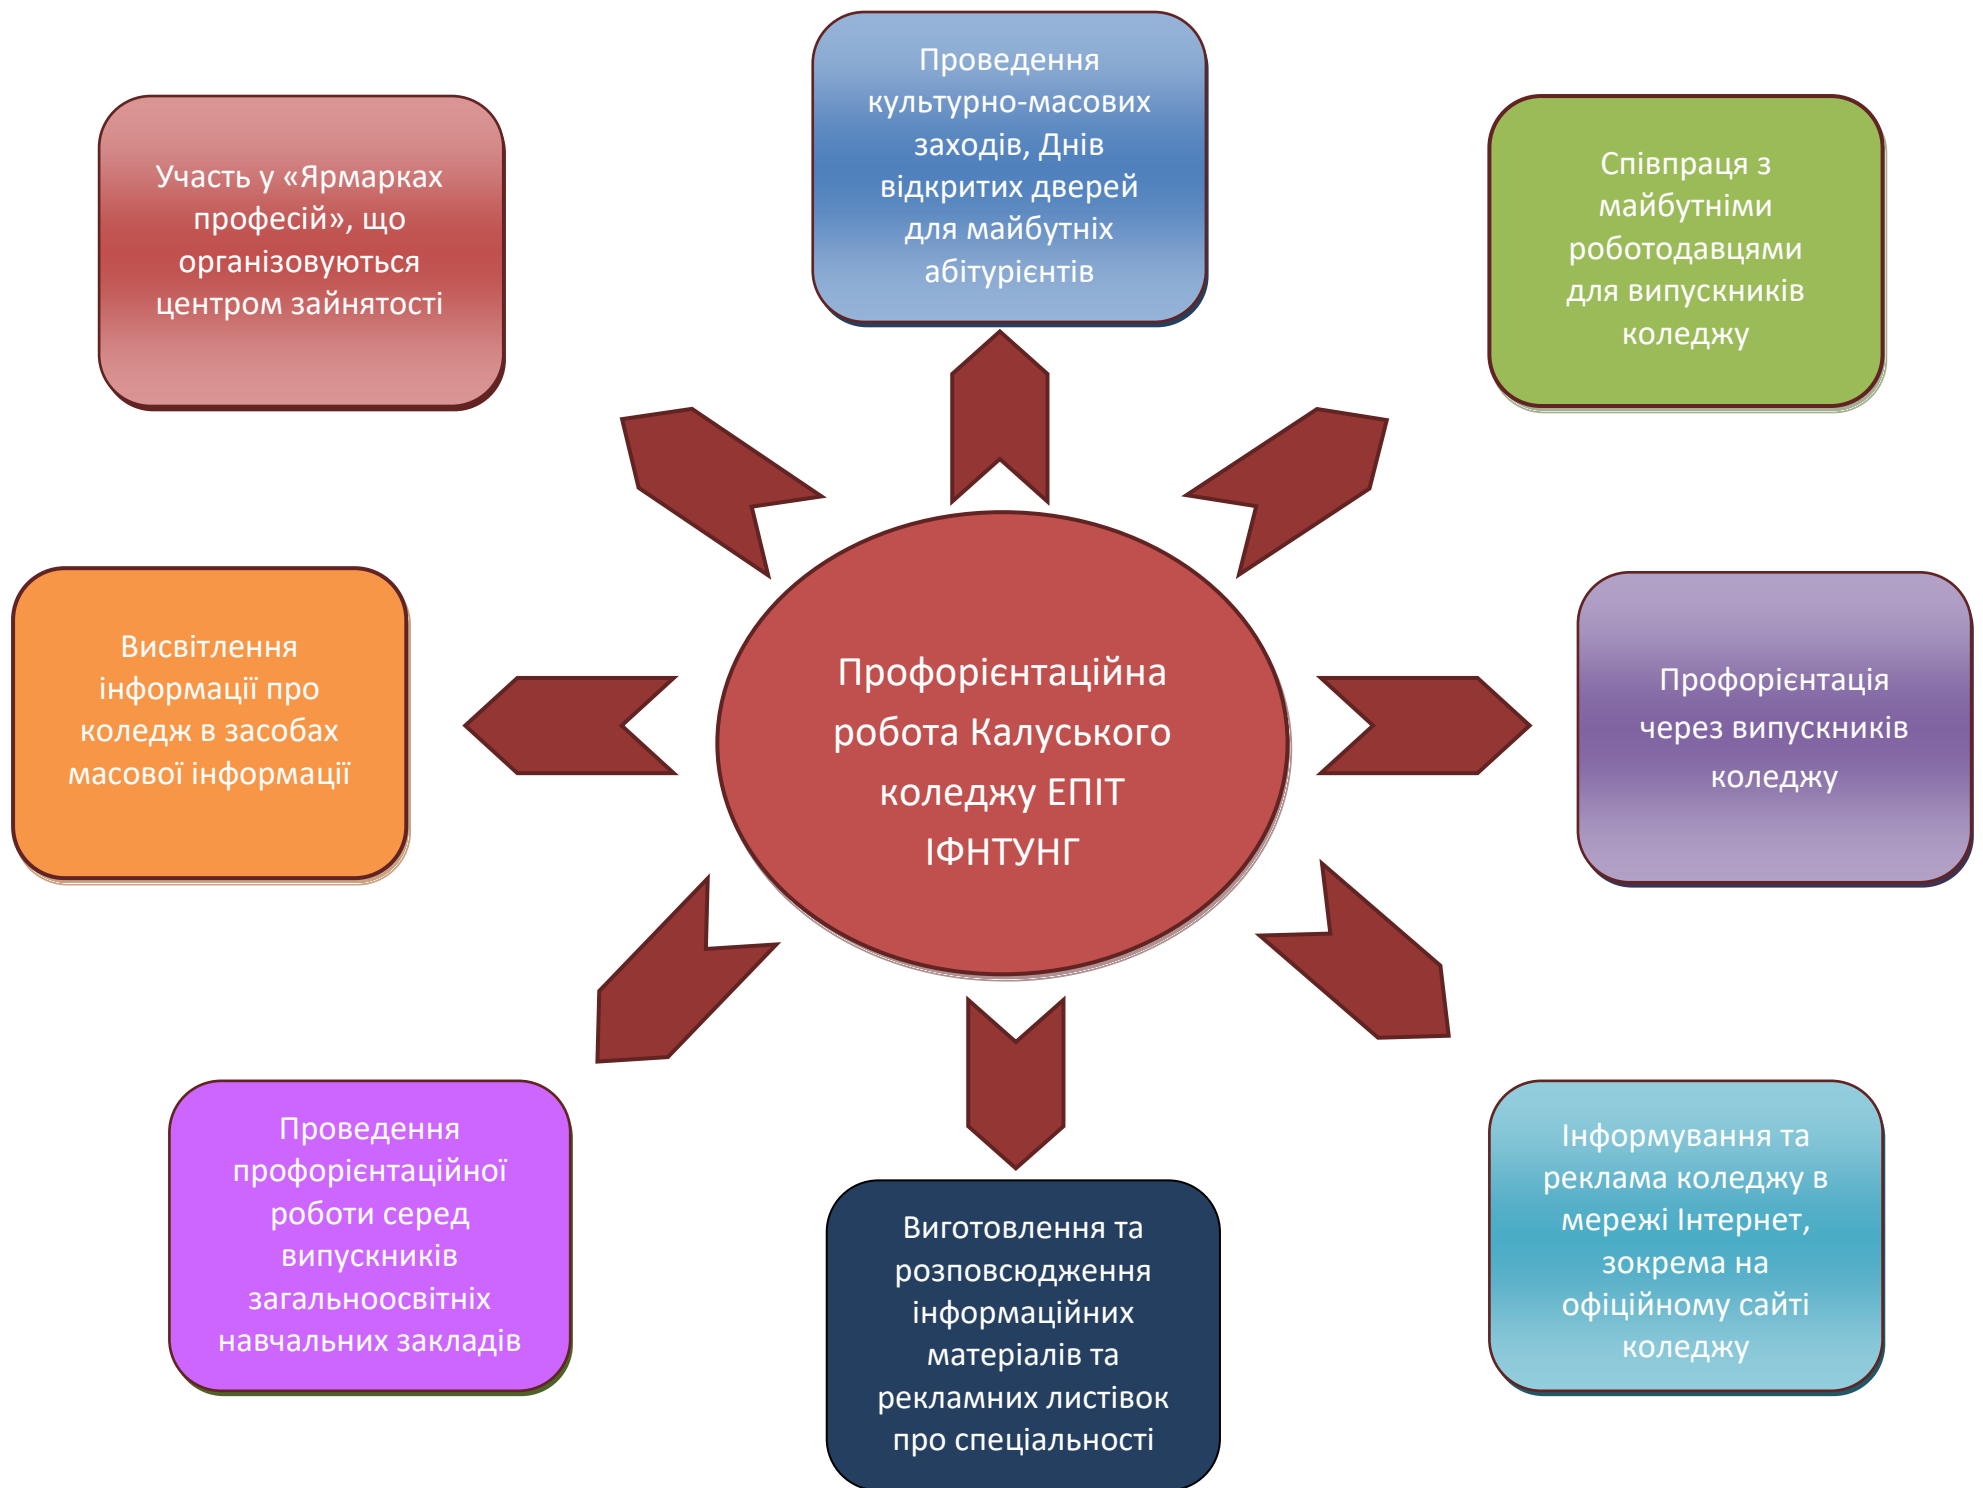 Проведення
культурно-масових
заходів, Днів
відкритих дверей
для майбутніх
абітурієнтів
Участь у «Ярмарках
професій», що
організовуються
центром зайнятості
Співпраця з
майбутніми
роботодавцями
для випускників
коледжу
Висвітлення
інформації про
коледж в засобах
масової інформації
Профорієнтаційна
робота Калуського
коледжу ЕПІТ
ІФНТУНГ
Профорієнтація
через випускників
коледжу
Проведення
профорієнтаційної
роботи серед
випускників
загальноосвітніх
навчальних закладів
Виготовлення та
розповсюдження
інформаційних
матеріалів та
рекламних листівок
про спеціальності
Інформування та
реклама коледжу в
мережі Інтернет,
зокрема на
офіційному сайті
коледжу